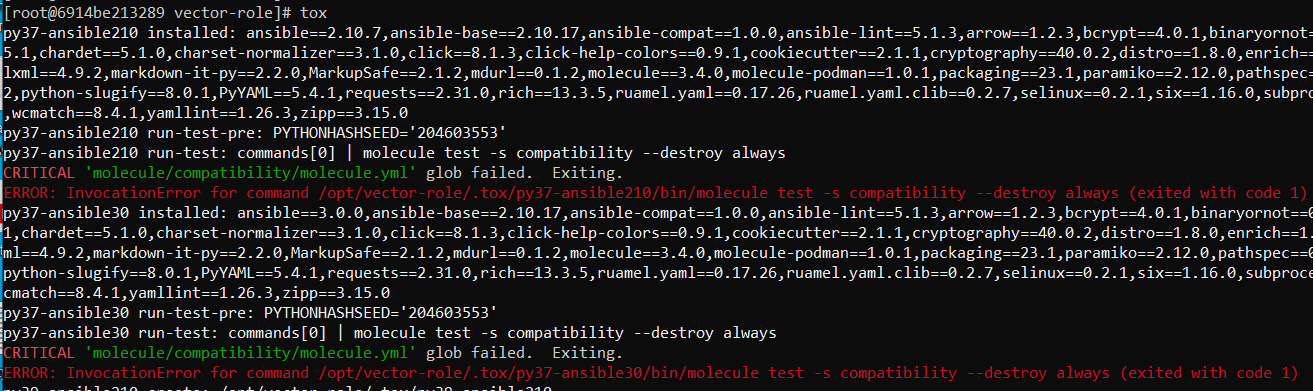 [root@6914be213289 vector-role]# tox
py37-ansible210 installed: ansible==2.10.7,ansible-base==2.10.17,ansible-compat==1.0.0,ansible-lint==5.1.3,arrow==1.2.3,bcrypt==4.0.1,binaryornot==
5.1,chardet==5.1.0,charset-normalizer==3.1.0,click==8.1.3,click-help-colors==0.9.1,cookiecutter==2.1.1,cryptography==40.0.2,distro==1.8.0,enrich==
lxml==4.9.2,markdown-it-py==2.2.0,MarkupSafe==2.1.2,mdurl==0.1.2,molecule==3.4.0,molecule-podman==1.0.1,packaging==23.1,paramiko==2.12.0,pathspec=
2,python-slugify==8.0.1,PyYAML==5.4.1,requests==2.31.0,rich==13.3.5,ruamel.yaml==0.17.26,ruamel.yaml.clib==0.2.7,selinux==0.2.1,six==1.16.0,subproc
,wcmatch==8.4.1,yamllint==1.26.3,zipp==3.15.0
py37-ansible210 run-test-pre: PYTHONHASHSEED='204603553'
py37-ansible210 run-test: commands[0] | molecule test -s compatibility --destroy always
CRITICAL 'molecule/compatibility/molecule.yml' glob failed.  Exiting.
ERROR: InvocationError for command /opt/vector-role/.tox/py37-ansible210/bin/molecule test -s compatibility --destroy always (exited with code 1)
py37-ansible30 installed: ansible==3.0.0,ansible-base==2.10.17,ansible-compat==1.0.0,ansible-lint==5.1.3,arrow==1.2.3,bcrypt==4.0.1,binaryornot==0
1,chardet==5.1.0,charset-normalizer==3.1.0,click==8.1.3,click-help-colors==0.9.1,cookiecutter==2.1.1,cryptography==40.0.2,distro==1.8.0,enrich==1.
ml==4.9.2,markdown-it-py==2.2.0,MarkupSafe==2.1.2,mdurl==0.1.2,molecule==3.4.0,molecule-podman==1.0.1,packaging==23.1,paramiko==2.12.0,pathspec==0
python-slugify==8.0.1,PyYAML==5.4.1,requests==2.31.0,rich==13.3.5,ruamel.yaml==0.17.26,ruamel.yaml.clib==0.2.7,selinux==0.2.1,six==1.16.0,subproce
cmatch==8.4.1,yamllint==1.26.3,zipp==3.15.0
py37-ansible30 run-test-pre: PYTHONHASHSEED='204603553'
py37-ansible30 run-test: commands[0] | molecule test -s compatibility --destroy always
CRITICAL 'molecule/compatibility/molecule.yml' glob failed.  Exiting.
ERROR: InvocationError for command /opt/vector-role/.tox/py37-ansible30/bin/molecule test -s compatibility --destroy always (exited with code 1)